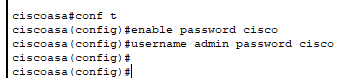 ciscoasa#conf t
ciscoasa(config)#enable password cisco
ciscoasa(config)#username admin password cisco
ciscoasa(config)#
ciscoasa(config)#